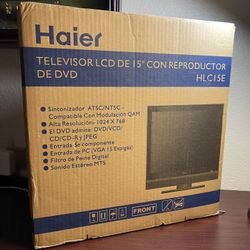 Haier
TELEVISOR LCD DE 15" CON REPRODUCTOR
DE DVD
HLC15E
• Sintonizador ATSC/NTSC -
Compatible Con Modulación QAM
• Alta Resolución- 1024 X 768
• El DVD admite: DVD/VCD/
CD/CD-R y JPEG
• Entrada Se componente
• Entrada de PC (VGA 15 Espigas)
• Filtro de Peine Digital
• Sonido Estéreo MTS
FRONT